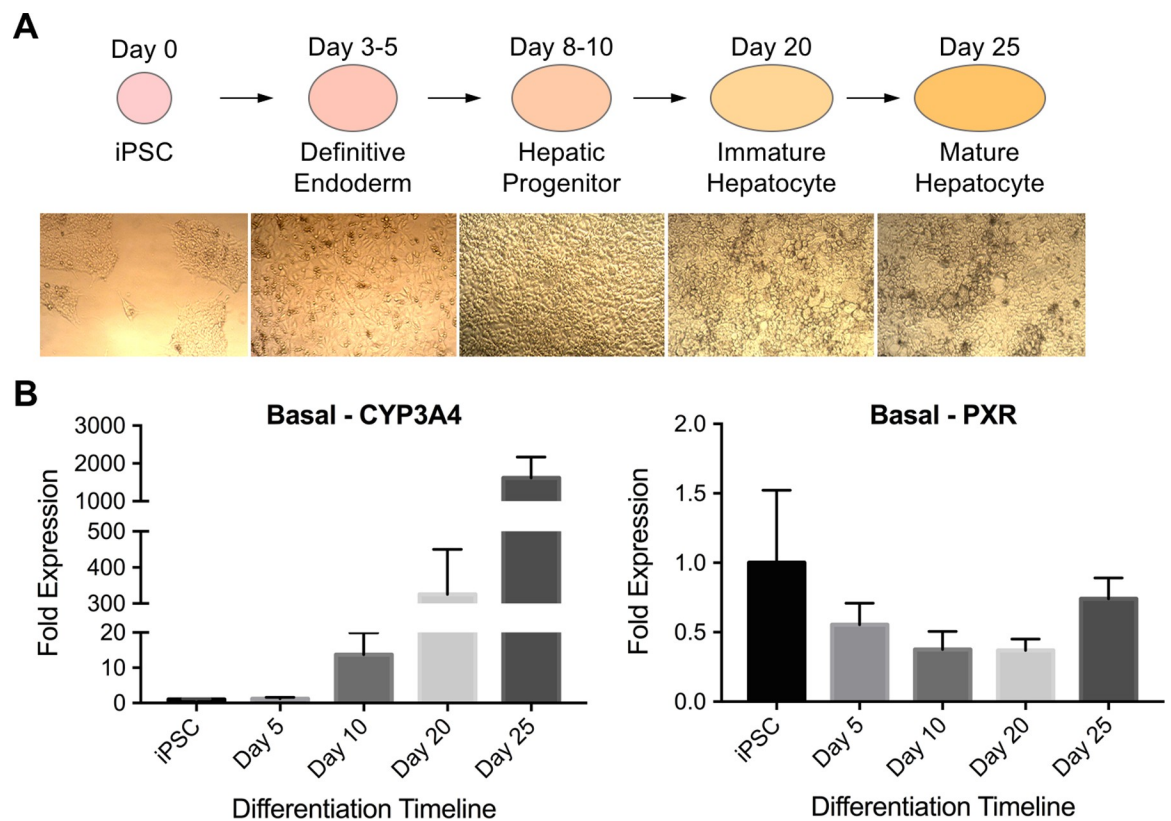 A
Day 0
Day 3-5
Day 8-10
Day 20
Day 25
iPSC
Definitive
Endoderm
Hepatic
Progenitor
Immature
Hepatocyte
Mature
Hepatocyte
B
Basal - CYP3A4
Fold Expression
3000
2000
1000
500
400
300
20
10
0
iPSC
Day 5
Day 10
Day 20
Day 25
Differentiation Timeline
Basal - PXR
Fold Expression
2.0
1.5
1.0
0.5
0.0
iPSC
Day 5
Day 10
Day 20
Day 25
Differentiation Timeline